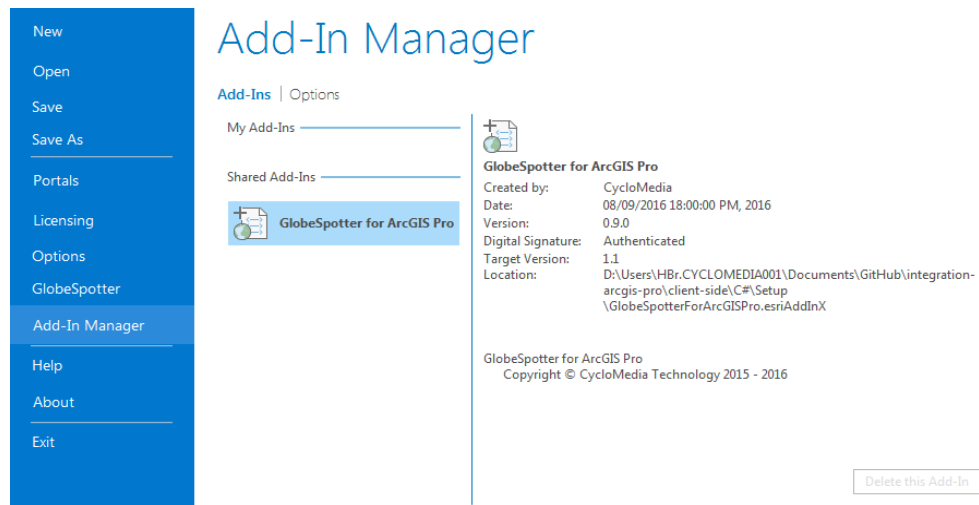 New
Open
Save
Save As
Portals
Licensing
Options
GlobeSpotter
Add-In Manager
Help
About
Exit
Add-In Manager
Add-Ins | Options
My Add-Ins
Shared Add-Ins
GlobeSpotter for ArcGIS Pro
GlobeSpotter for ArcGIS Pro
Created by: CycloMedia
Date: 08/09/2016 18:00:00 PM, 2016
Version: 0.9.0
Digital Signature: Authenticated
Target Version: 1.1
Location: D:\Users\HBr.CYCLOMEDIA001\Documents\GitHub\integration-
arcgis-pro\client-side\C#\Setup
\GlobeSpotterForArcGISPro.esriAddInX
GlobeSpotter for ArcGIS Pro
Copyright © CycloMedia Technology 2015 - 2016
Delete this Add-In